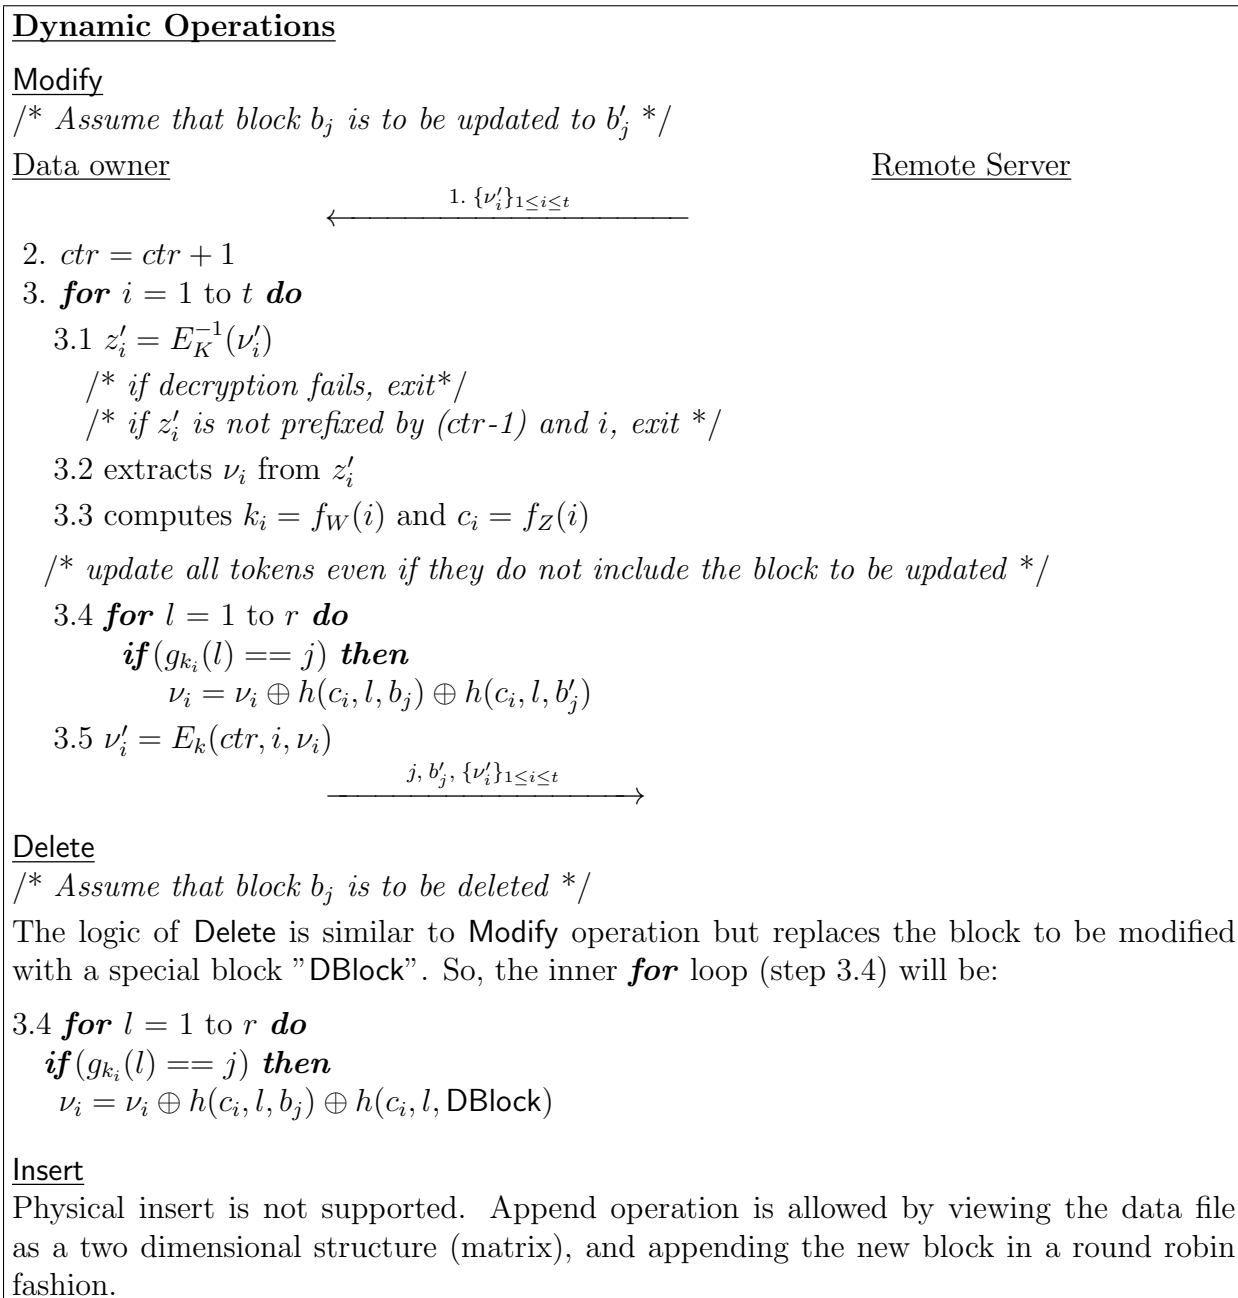 Dynamic Operations
Modify
/* Assume that block b_j is to be updated to b'_j */
Data owner Remote Server
1. {ν'_i}_{1≤i≤t}
2. ctr = ctr + 1
3. for i = 1 to t do
3.1 z'_i = E_K^{-1}(ν'_i)
/* if decryption fails, exit*/
/* if z'_i is not prefixed by (ctr-1) and i, exit */
3.2 extracts ν_i from z'_i
3.3 computes k_i = f_W(i) and c_i = f_Z(i)
/* update all tokens even if they do not include the block to be updated */
3.4 for l = 1 to r do
if(g_{k_i}(l) == j) then
ν_i = ν_i ⊕ h(c_i, l, b_j) ⊕ h(c_i, l, b'_j)
3.5 ν'_i = E_k(ctr, i, ν_i)
j, b'_j, {ν'_i}_{1≤i≤t}
Delete
/* Assume that block b_j is to be deleted */
The logic of Delete is similar to Modify operation but replaces the block to be modified
with a special block ”DBlock”. So, the inner for loop (step 3.4) will be:
3.4 for l = 1 to r do
if(g_{k_i}(l) == j) then
ν_i = ν_i ⊕ h(c_i, l, b_j) ⊕ h(c_i, l, DBlock)
Insert
Physical insert is not supported. Append operation is allowed by viewing the data file
as a two dimensional structure (matrix), and appending the new block in a round robin
fashion.